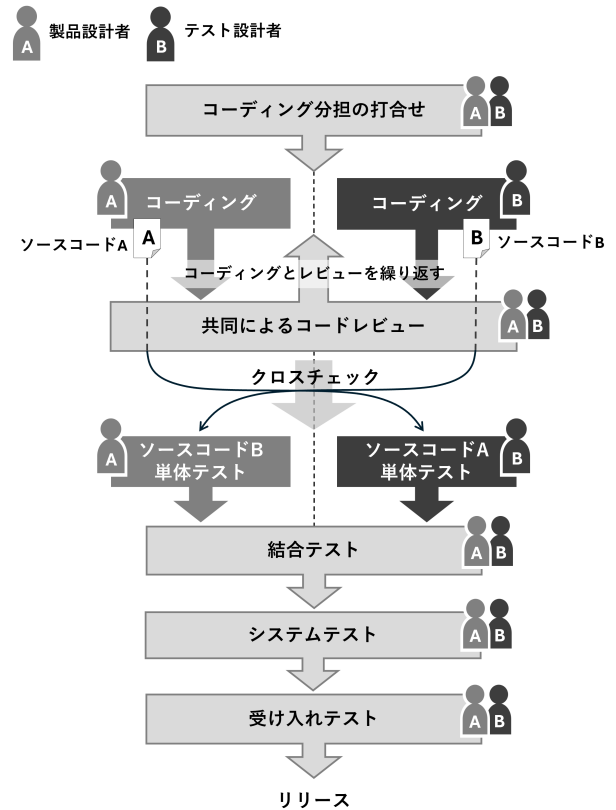 A 製品設計者
B テスト設計者
コーディング分担の打合せ
A B
A コーディング
コーディング B
ソースコードA A
B ソースコードB
コーディングとレビューを繰り返す
共同によるコードレビュー
A B
クロスチェック
A ソースコードB
単体テスト
ソースコードA B
単体テスト
結合テスト
A B
システムテスト
A B
受け入れテスト
A B
リリース